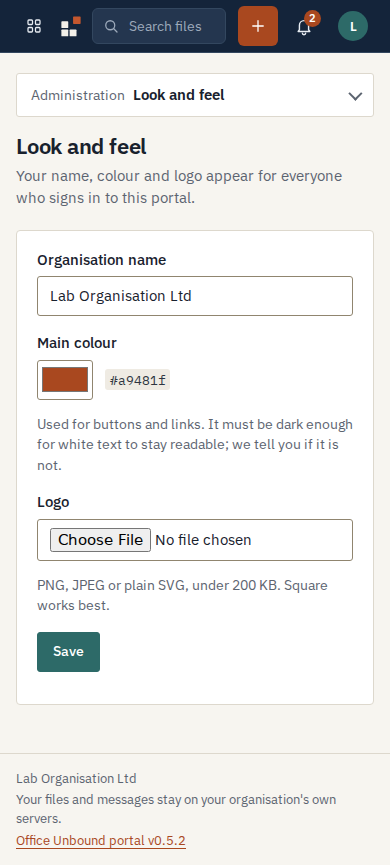 Search files
2
L
Administration Look and feel
Look and feel
Your name, colour and logo appear for everyone
who signs in to this portal.
Organisation name
Lab Organisation Ltd
Main colour
#a9481f
Used for buttons and links. It must be dark enough
for white text to stay readable; we tell you if it is
not.
Logo
Choose File No file chosen
PNG, JPEG or plain SVG, under 200 KB. Square
works best.
Save
Lab Organisation Ltd
Your files and messages stay on your organisation's own
servers.
Office Unbound portal v0.5.2